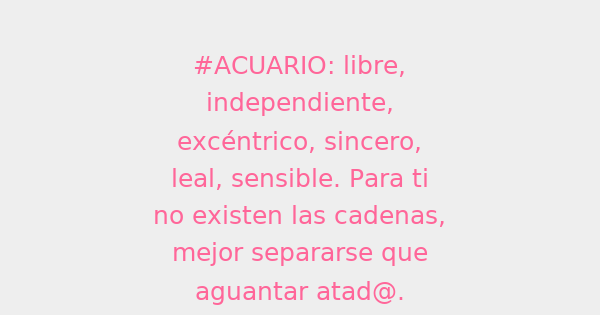 #ACUARIO: libre,
independiente,
excéntrico, sincero,
leal, sensible. Para ti
no existen las cadenas,
mejor separarse que
aguantar atad@.